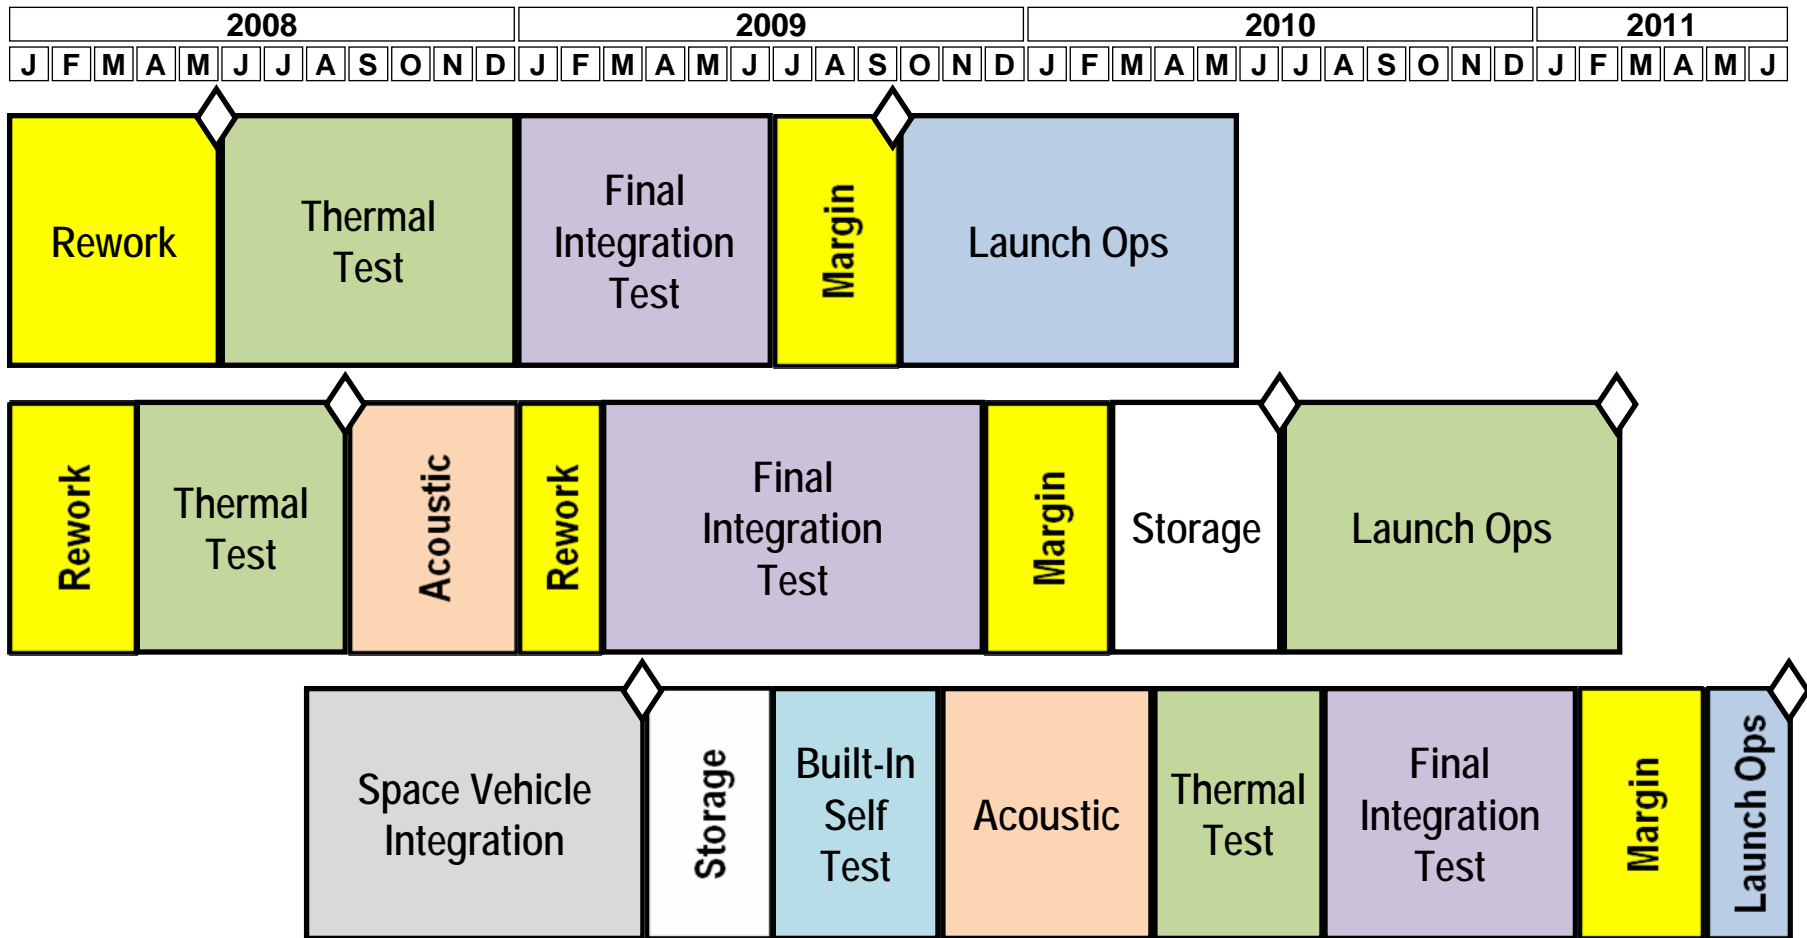 2008 2009 2010 2011
J F M A M J J A S O N D J F M A M J J A S O N D J F M A M J J A S O N D J F M A M J
Rework
Thermal
Test
Final
Integration
Test
Margin
Launch Ops
Rework
Thermal
Test
Acoustic
Rework
Final
Integration
Test
Margin
Storage
Launch Ops
Space Vehicle
Integration
Storage
Built-In
Self
Test
Acoustic
Thermal
Test
Final
Integration
Test
Margin
Launch Ops